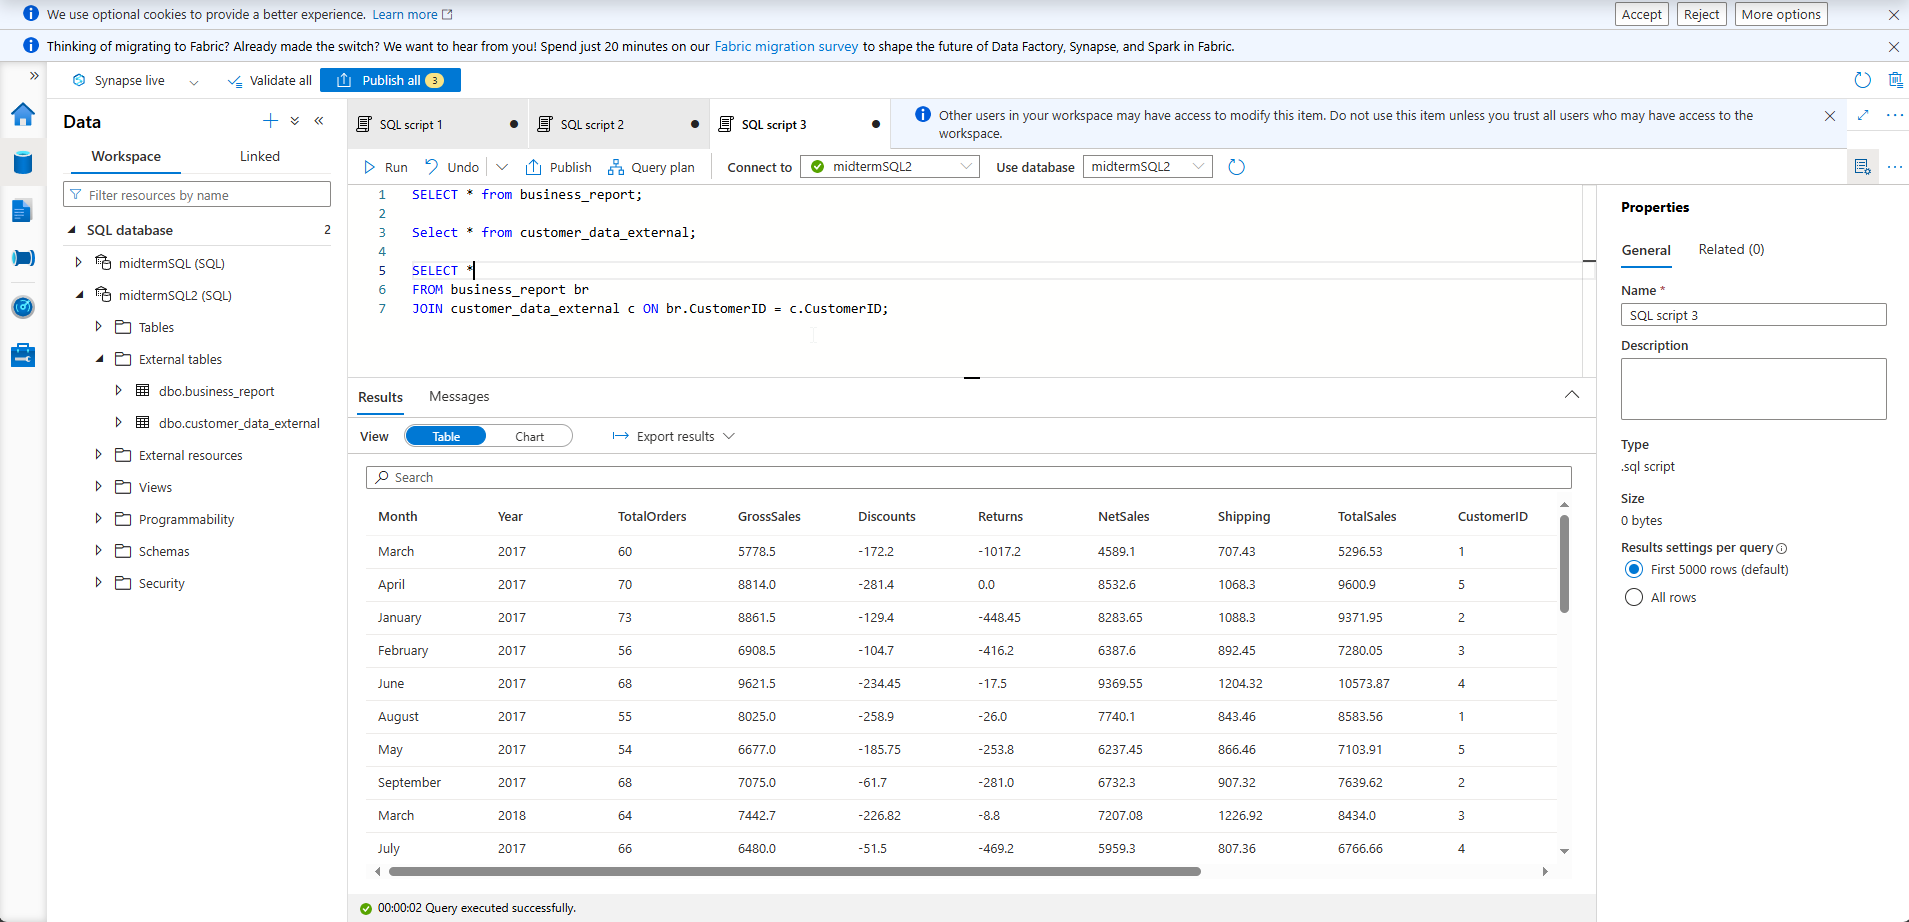 We use optional cookies to provide a better experience. Learn more
Accept
Reject
More options
Thinking of migrating to Fabric? Already made the switch? We want to hear from you! Spend just 20 minutes on our Fabric migration survey to shape the future of Data Factory, Synapse, and Spark in Fabric.
Synapse live
Validate all
Publish all 3
Data
Workspace
Linked
Filter resources by name
SQL database 2
midtermSQL (SQL)
midtermSQL2 (SQL)
Tables
External tables
dbo.business_report
dbo.customer_data_external
External resources
Views
Programmability
Schemas
Security
SQL script 1
SQL script 2
SQL script 3
Other users in your workspace may have access to modify this item. Do not use this item unless you trust all users who may have access to the
workspace.
Run
Undo
Publish
Query plan
Connect to
midtermSQL2
Use database
midtermSQL2
1 SELECT * from business_report;
2
3 Select * from customer_data_external;
4
5 SELECT *
6 FROM business_report br
7 JOIN customer_data_external c ON br.CustomerID = c.CustomerID;
Results
Messages
View
Table
Chart
Export results
Search
Month Year TotalOrders GrossSales Discounts Returns NetSales Shipping TotalSales CustomerID
March 2017 60 5778.5 -172.2 -1017.2 4589.1 707.43 5296.53 1
April 2017 70 8814.0 -281.4 0.0 8532.6 1068.3 9600.9 5
January 2017 73 8861.5 -129.4 -448.45 8283.65 1088.3 9371.95 2
February 2017 56 6908.5 -104.7 -416.2 6387.6 892.45 7280.05 3
June 2017 68 9621.5 -234.45 -17.5 9369.55 1204.32 10573.87 4
August 2017 55 8025.0 -258.9 -26.0 7740.1 843.46 8583.56 1
May 2017 54 6677.0 -185.75 -253.8 6237.45 866.46 7103.91 5
September 2017 68 7075.0 -61.7 -281.0 6732.3 907.32 7639.62 2
March 2018 64 7442.7 -226.82 -8.8 7207.08 1226.92 8434.0 3
July 2017 66 6480.0 -51.5 -469.2 5959.3 807.36 6766.66 4
00:00:02 Query executed successfully.
Properties
General
Related (0)
Name *
SQL script 3
Description
Type
.sql script
Size
0 bytes
Results settings per query
First 5000 rows (default)
All rows